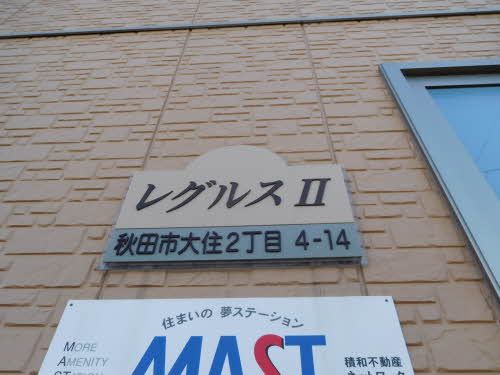 レグルスⅡ
秋田市大住2丁目 4-14
住まいの 夢ステーション
MAST
MORE
AMENITY
積和不動産